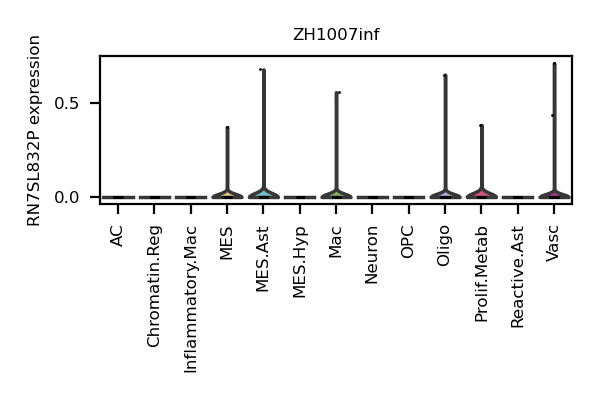 ZH1007inf
RN7SL832P expression
0.5
0.0
AC
Chromatin.Reg
Inflammatory.Mac
MES
MES.Ast
MES.Hyp
Mac
Neuron
OPC
Oligo
Prolif.Metab
Reactive.Ast
Vasc